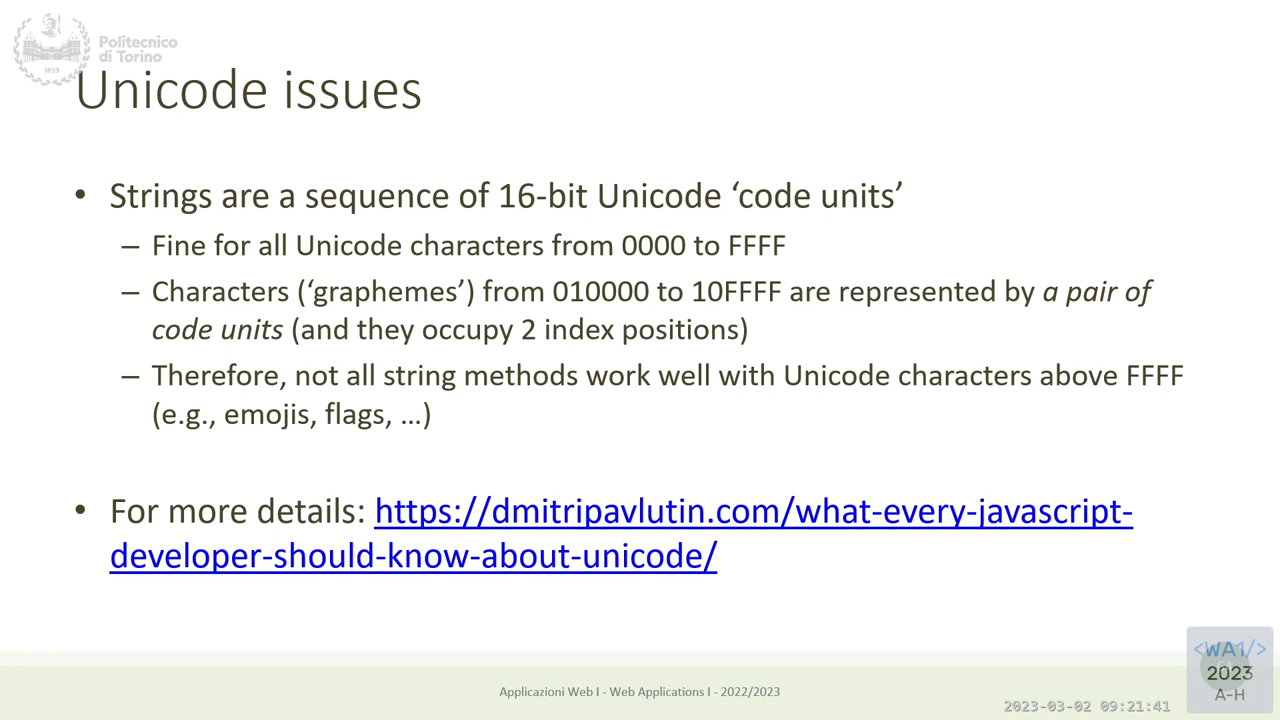 Politecnico
di Torino
1859
Unicode issues
• Strings are a sequence of 16-bit Unicode ‘code units’
– Fine for all Unicode characters from 0000 to FFFF
– Characters (‘graphemes’) from 010000 to 10FFFF are represented by a pair of
code units (and they occupy 2 index positions)
– Therefore, not all string methods work well with Unicode characters above FFFF
(e.g., emojis, flags, …)
• For more details: https://dmitripavlutin.com/what-every-javascript-
developer-should-know-about-unicode/
Applicazioni Web I - Web Applications I - 2022/2023
2023-03-02 09:21:41
<WA1/>
2023
A-H